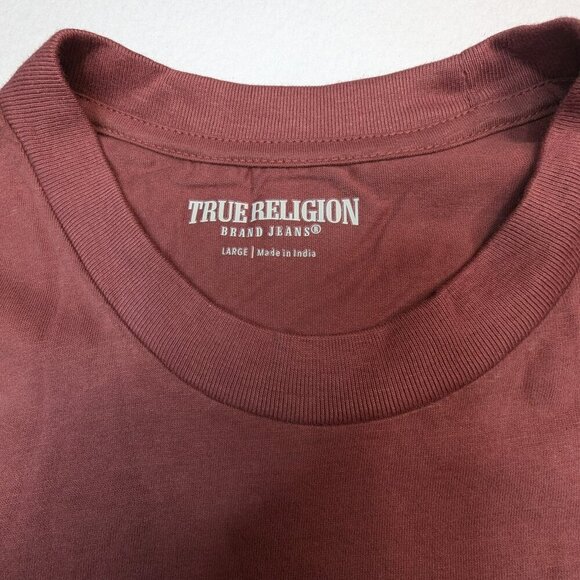 TRUE RELIGION
BRAND JEANS®
LARGE | Made in India